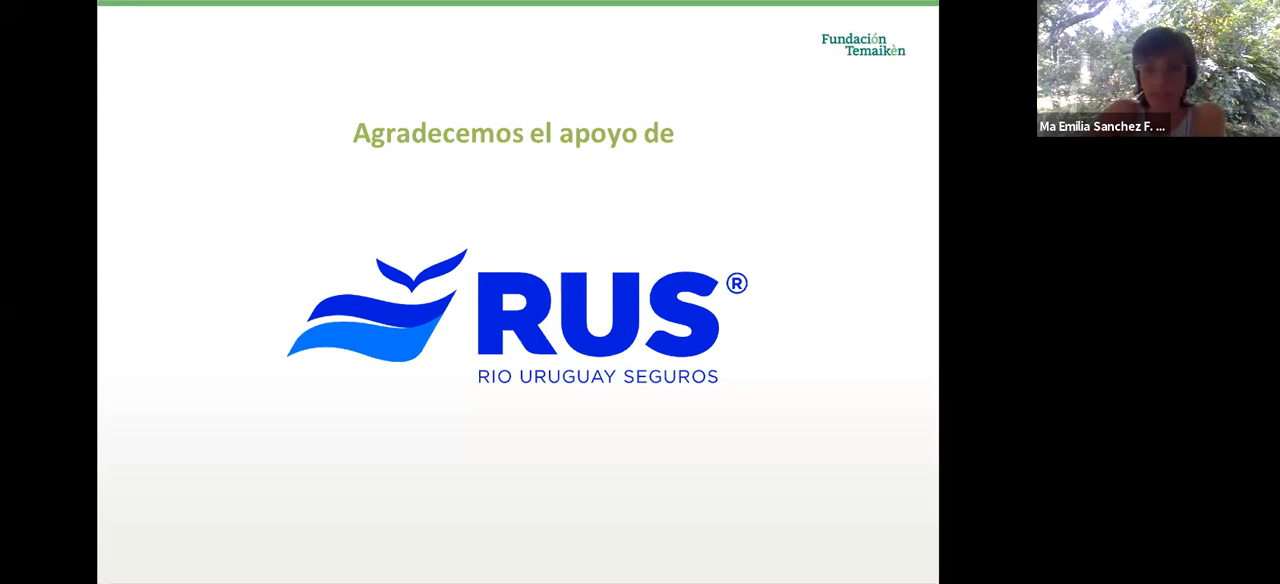 Fundación
Temaikèn
Agradecemos el apoyo de
RUS®
RIO URUGUAY SEGUROS
Ma Emilia Sanchez F. ...